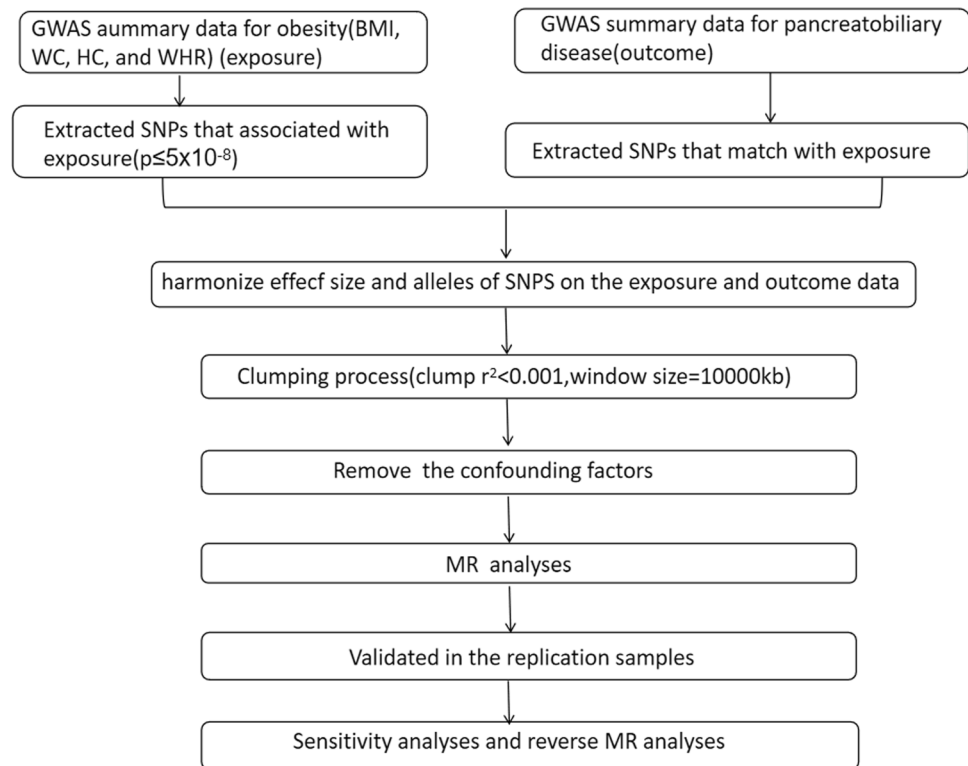 GWAS aummary data for obesity(BMI,
WC, HC, and WHR) (exposure)
GWAS summary data for pancreatobiliary
disease(outcome)
Extracted SNPs that associated with
exposure(p≤5x10⁻⁸)
Extracted SNPs that match with exposure
harmonize effecf size and alleles of SNPS on the exposure and outcome data
Clumping process(clump r²<0.001,window size=10000kb)
Remove the confounding factors
MR analyses
Validated in the replication samples
Sensitivity analyses and reverse MR analyses